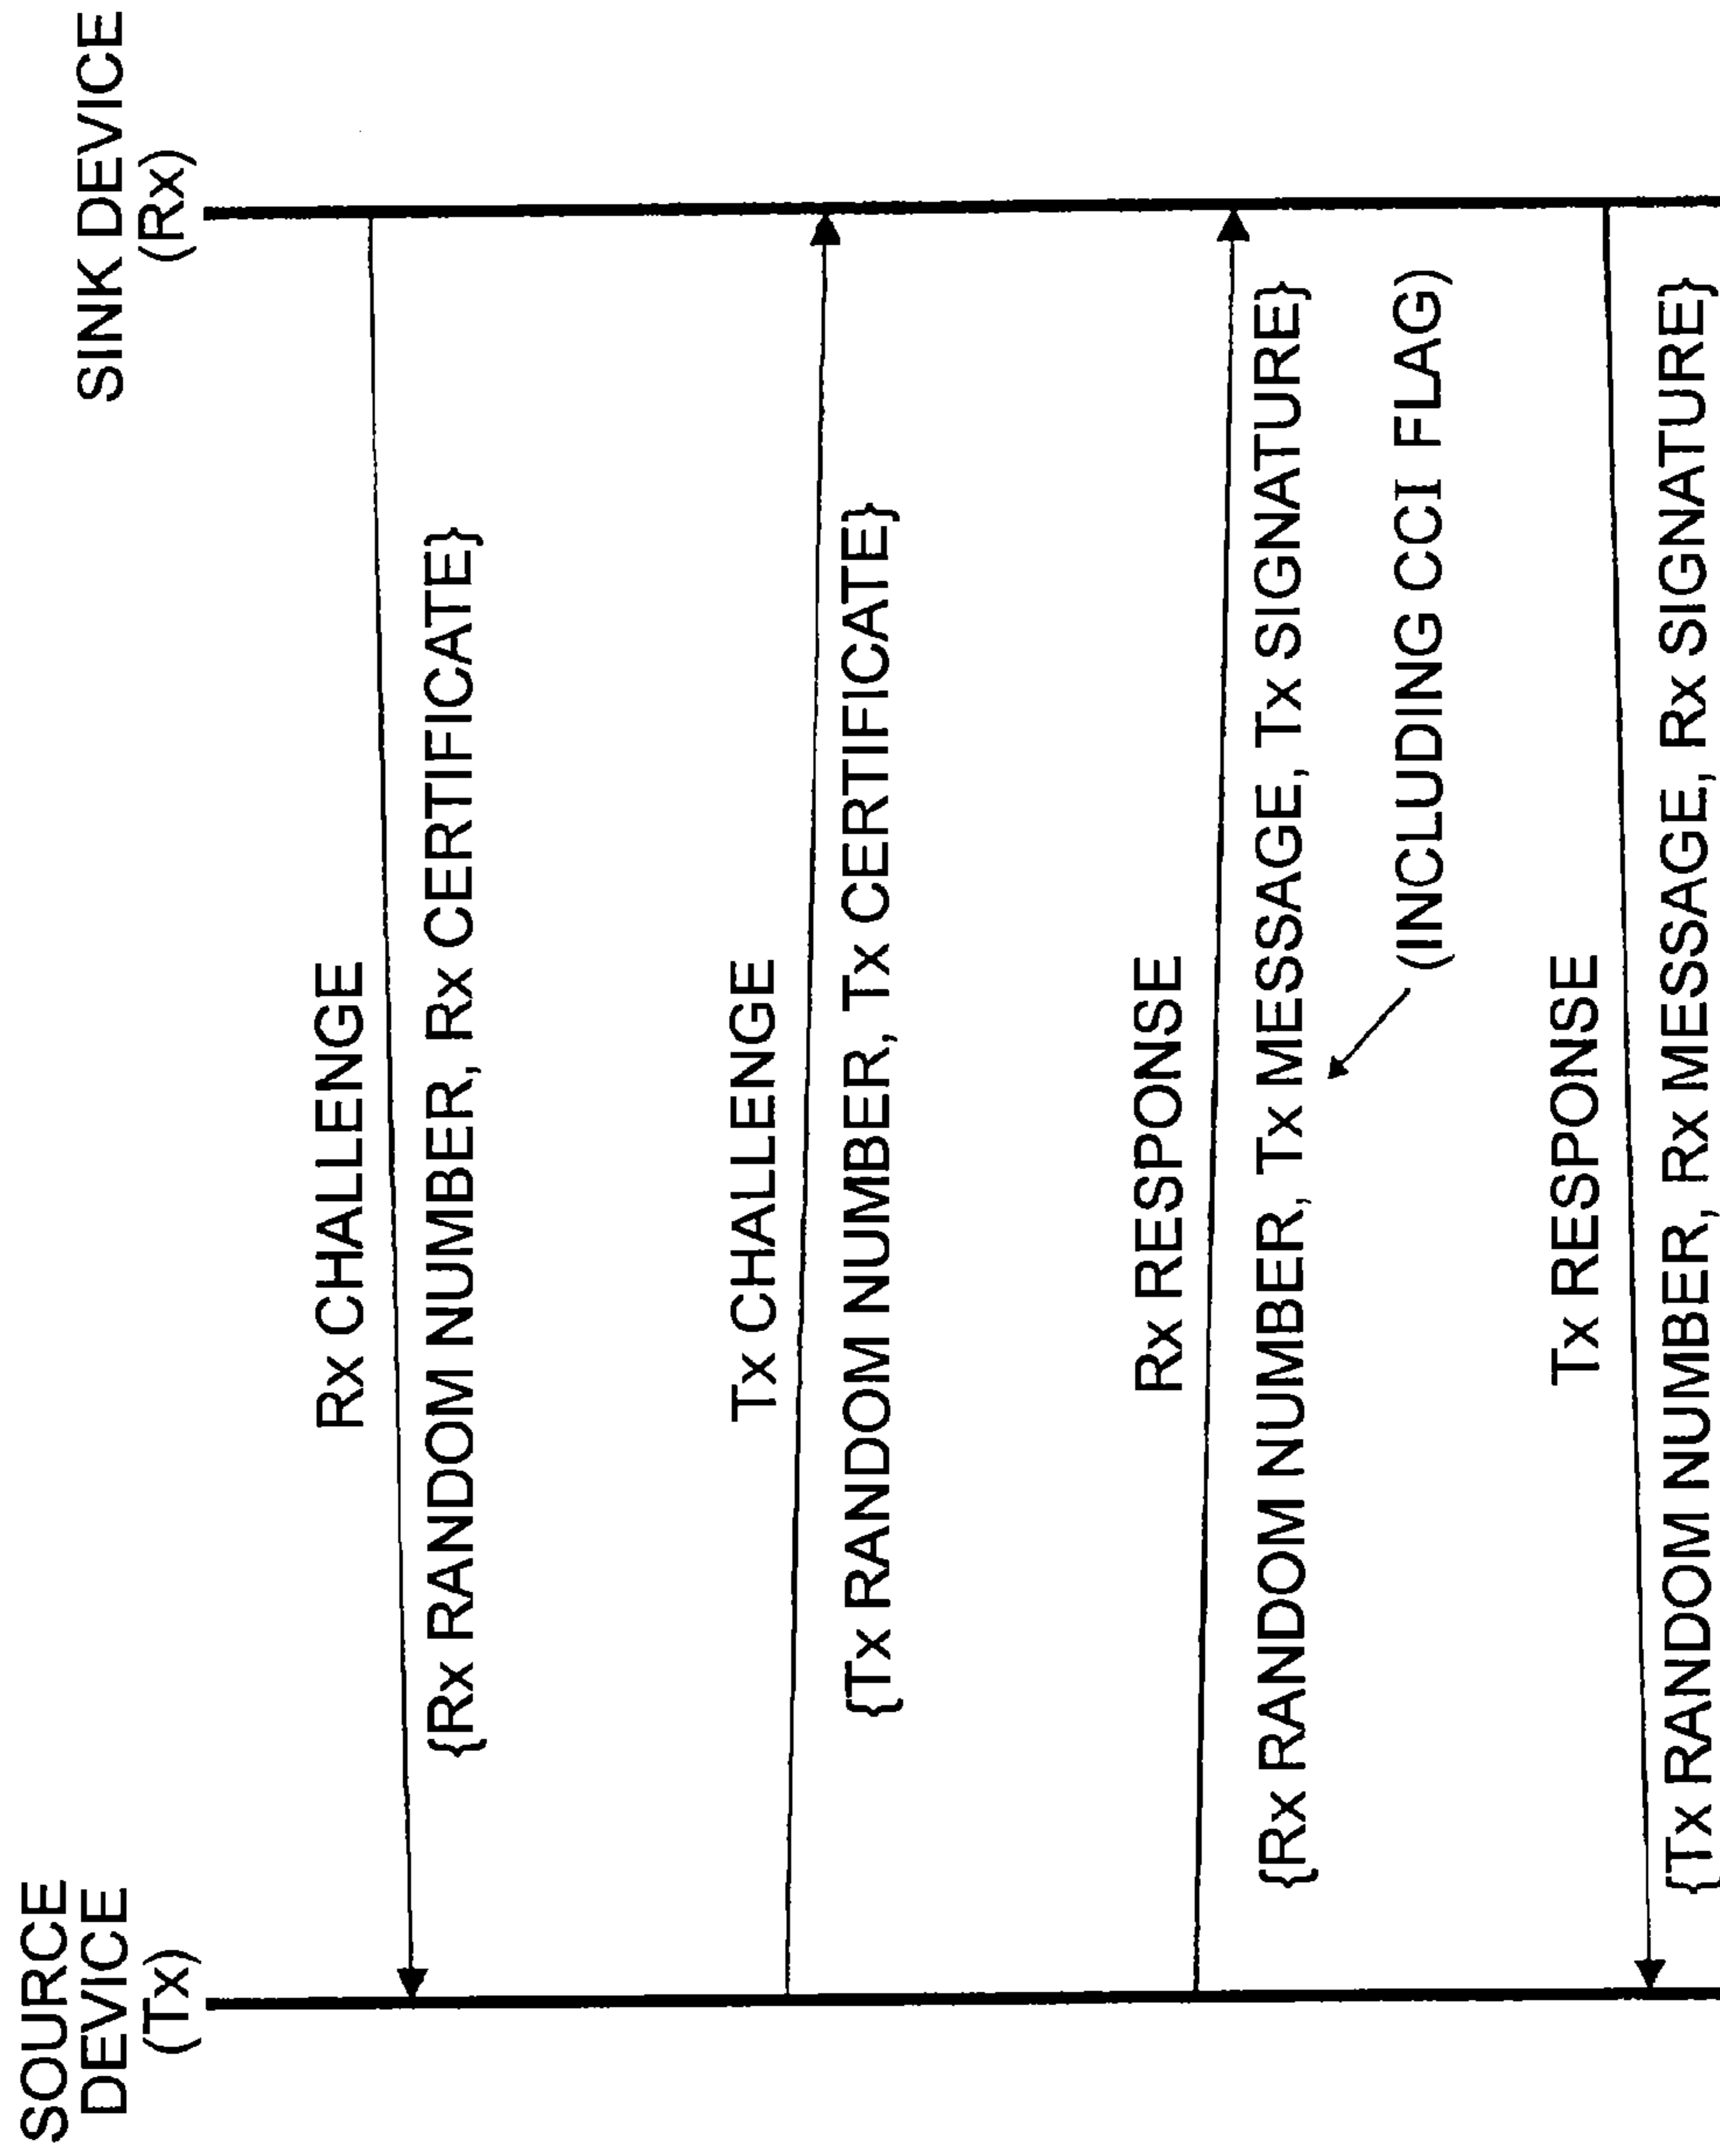 SOURCE
DEVICE
(Tx)
SINK DEVICE
(Rx)
Rx CHALLENGE
{Rx RANDOM NUMBER, Rx CERTIFICATE}
Tx CHALLENGE
{Tx RANDOM NUMBER, Tx CERTIFICATE}
Rx RESPONSE
{Rx RANDOM NUMBER, Tx MESSAGE, Tx SIGNATURE}
(INCLUDING CCI FLAG)
Tx RESPONSE
{Tx RANDOM NUMBER, Rx MESSAGE, Rx SIGNATURE}